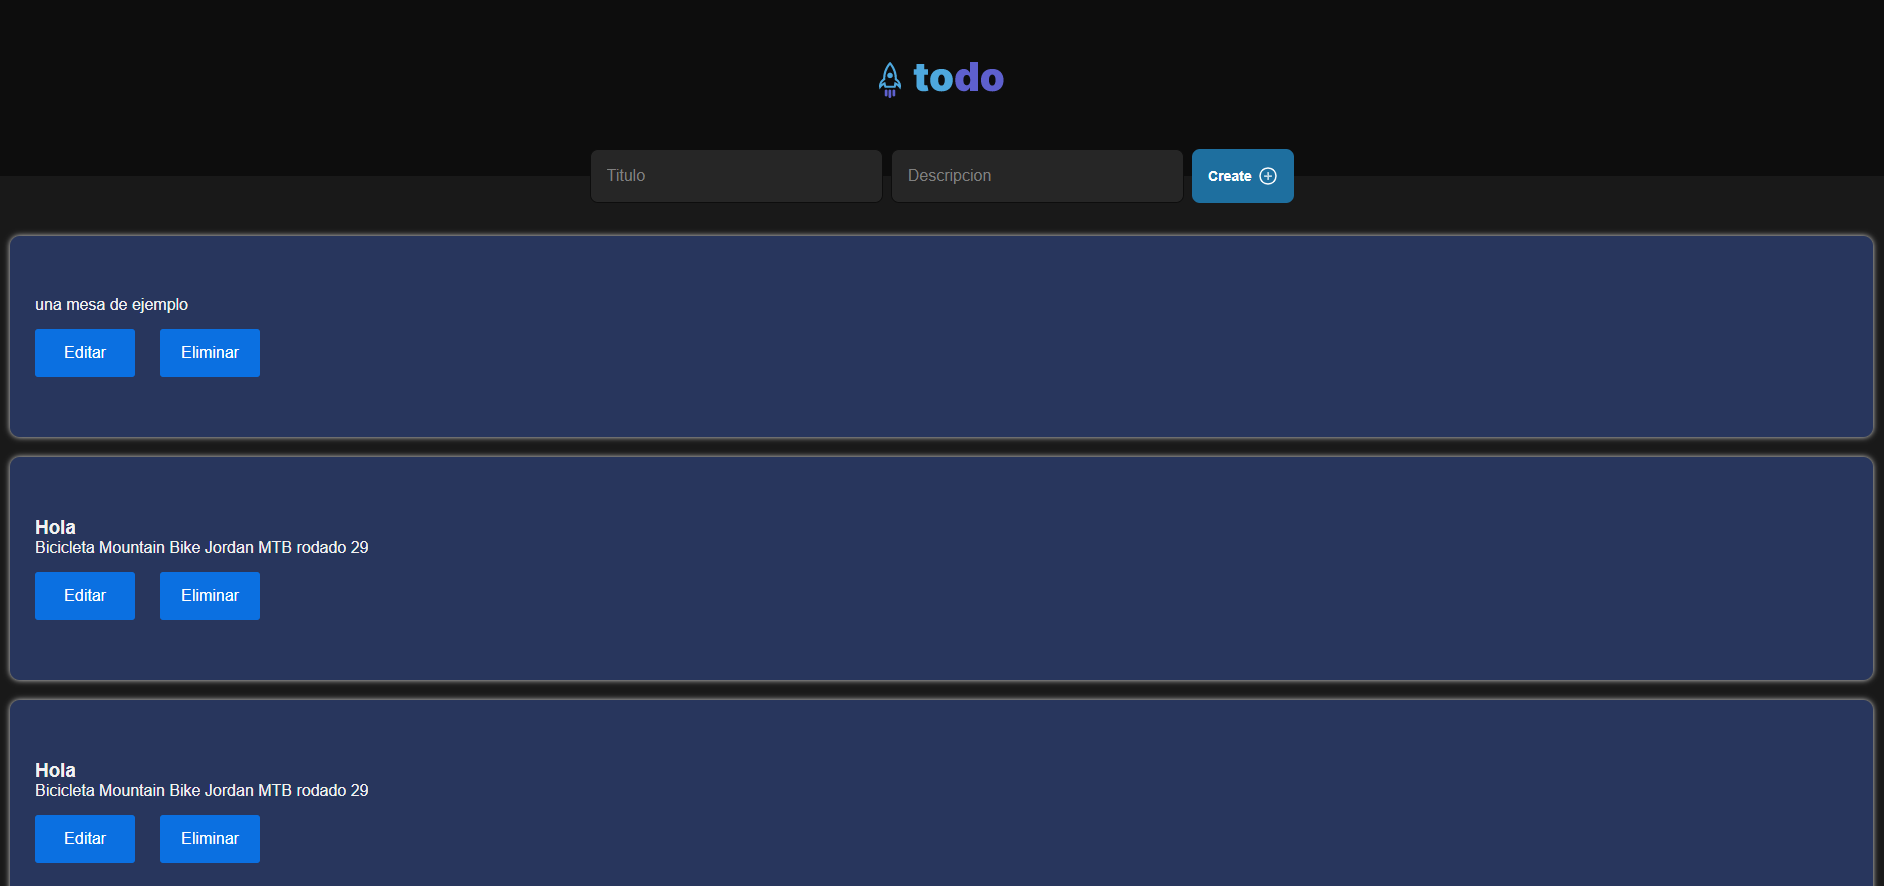 todo
Titulo
Descripcion
Create
una mesa de ejemplo
Editar
Eliminar
Hola
Bicicleta Mountain Bike Jordan MTB rodado 29
Editar
Eliminar
Hola
Bicicleta Mountain Bike Jordan MTB rodado 29
Editar
Eliminar